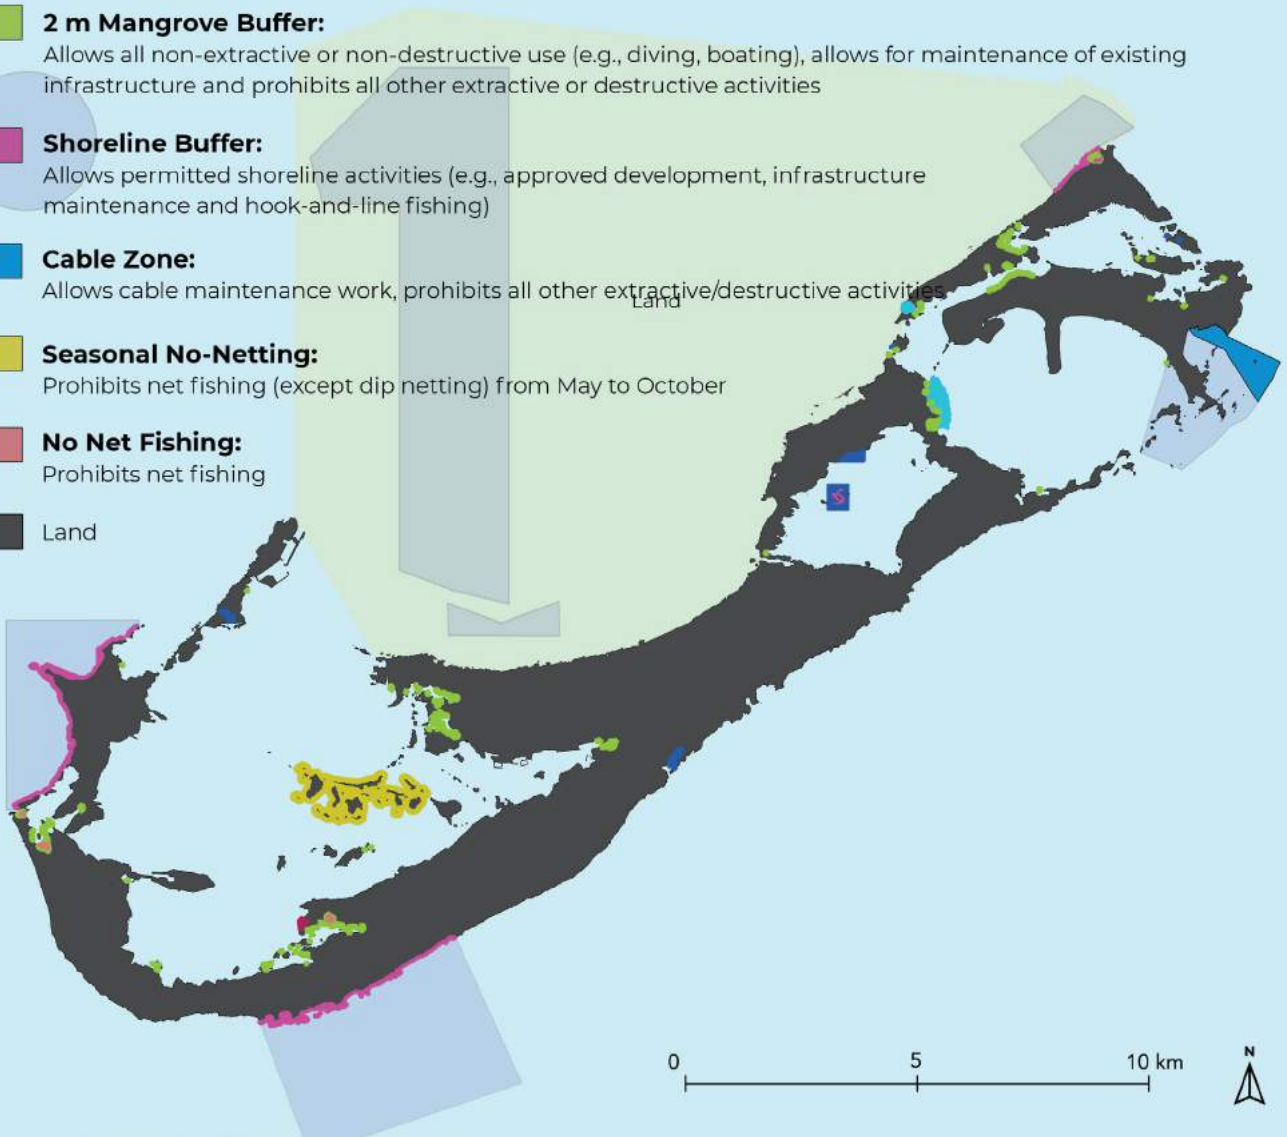 2 m Mangrove Buffer:
Allows all non-extractive or non-destructive use (e.g., diving, boating), allows for maintenance of existing
infrastructure and prohibits all other extractive or destructive activities
Shoreline Buffer:
Allows permitted shoreline activities (e.g., approved development, infrastructure
maintenance and hook-and-line fishing)
Cable Zone:
Allows cable maintenance work, prohibits all other extractive/destructive activities
Land
Seasonal No-Netting:
Prohibits net fishing (except dip netting) from May to October
No Net Fishing:
Prohibits net fishing
Land
0 5 10 km
N